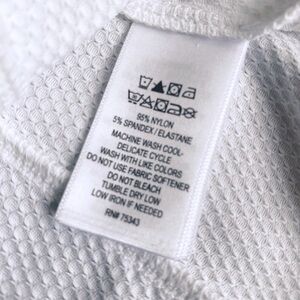 95% NYLON
5% SPANDEX / ELASTANE
MACHINE WASH COOL-
DELICATE CYCLE
WASH WITH LIKE COLORS
DO NOT USE FABRIC SOFTENER
DO NOT BLEACH
TUMBLE DRY LOW
LOW IRON IF NEEDED
RN# 75343